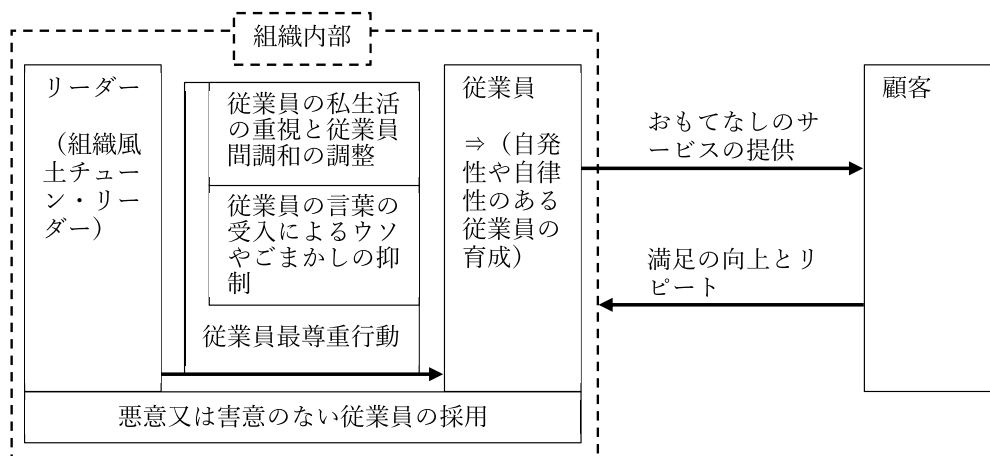 組織内部
リーダー
（組織風
土チュー
ン・リー
ダー）
従業員の私生活
の重視と従業員
間調和の調整
従業員の言葉の
受入によるウソ
やごまかしの抑
制
従業員最尊重行動
従業員
⇒（自発
性や自律
性のある
従業員の
育成）
悪意又は害意のない従業員の採用
おもてなしのサ
ービスの提供
満足の向上とリ
ピート
顧客